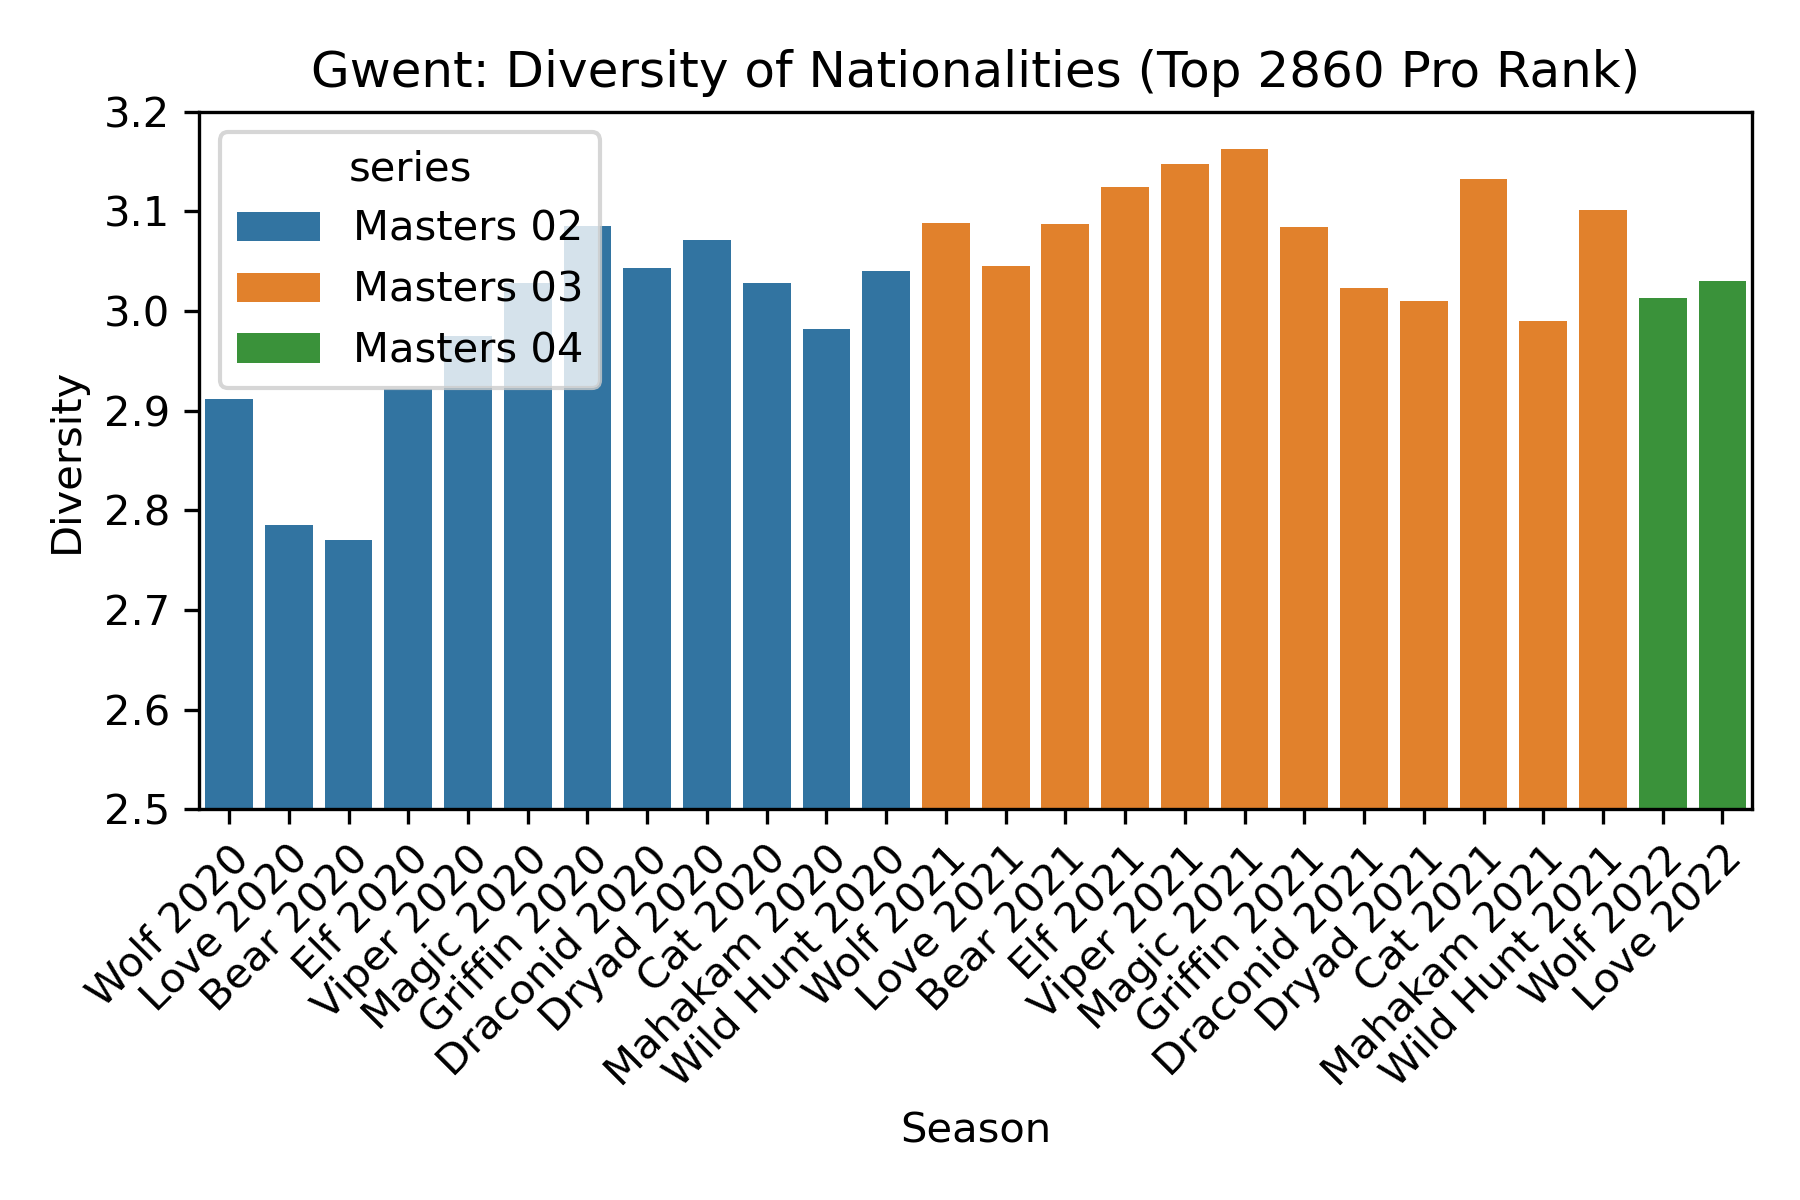 Gwent: Diversity of Nationalities (Top 2860 Pro Rank)
series
Masters 02
Masters 03
Masters 04
Diversity
3.2
3.1
3.0
2.9
2.8
2.7
2.6
2.5
Wolf 2020
Love 2020
Bear 2020
Elf 2020
Viper 2020
Magic 2020
Griffin 2020
Draconid 2020
Dryad 2020
Cat 2020
Mahakam 2020
Wild Hunt 2020
Wolf 2021
Love 2021
Bear 2021
Elf 2021
Viper 2021
Magic 2021
Griffin 2021
Draconid 2021
Dryad 2021
Cat 2021
Mahakam 2021
Wild Hunt 2021
Wolf 2022
Love 2022
Season